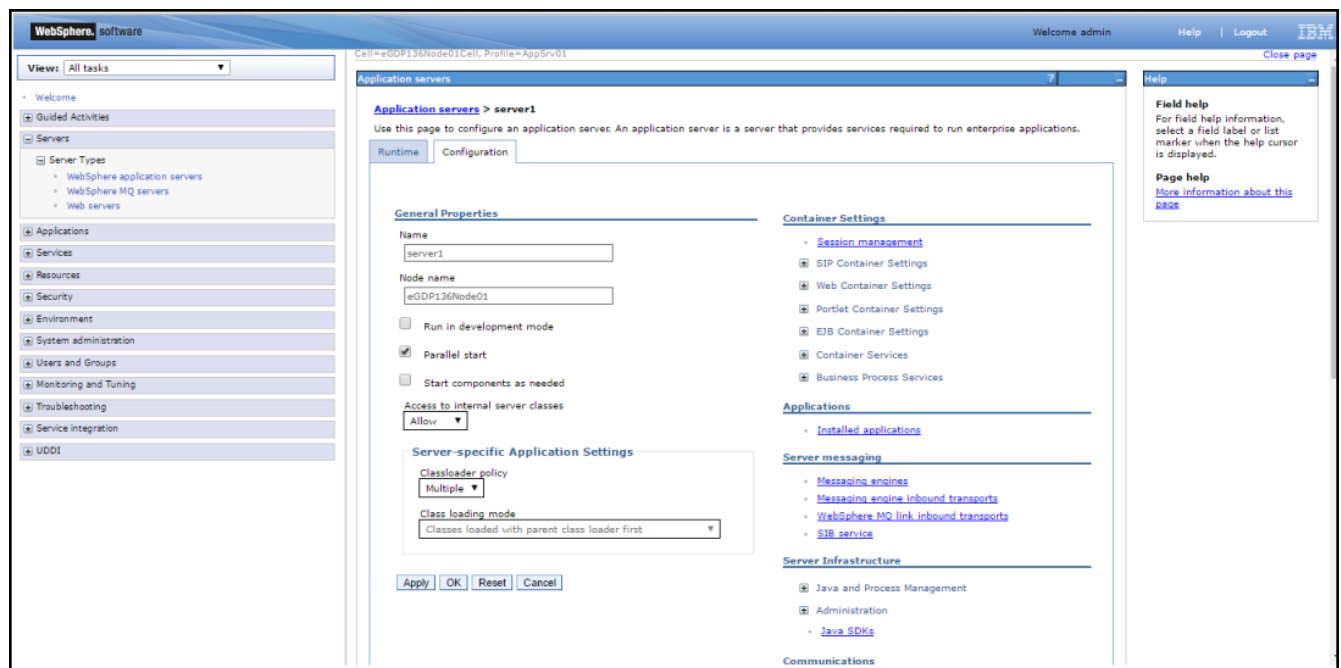 WebSphere. software
Welcome admin
Help | Logout
IBM
View: All tasks
Welcome
Guided Activities
Servers
Server Types
WebSphere application servers
WebSphere MQ servers
Web servers
Applications
Services
Resources
Security
Environment
System administration
Users and Groups
Monitoring and Tuning
Troubleshooting
Service integration
UDDI
Cell=eGDP136Node01Cell, Profile=AppSrv01
Close page
Application servers
?
Application servers > server1
Use this page to configure an application server. An application server is a server that provides services required to run enterprise applications.
Runtime
Configuration
General Properties
Name
server1
Node name
eGDP136Node01
Run in development mode
Parallel start
Start components as needed
Access to internal server classes
Allow
Server-specific Application Settings
Classloader policy
Multiple
Class loading mode
Classes loaded with parent class loader first
Apply
OK
Reset
Cancel
Container Settings
Session management
SIP Container Settings
Web Container Settings
Portlet Container Settings
EJB Container Settings
Container Services
Business Process Services
Applications
Installed applications
Server messaging
Messaging engines
Messaging engine inbound transports
WebSphere MQ link inbound transports
SIB service
Server Infrastructure
Java and Process Management
Administration
Java SDKs
Communications
Help
Field help
For field help information,
select a field label or list
marker when the help cursor
is displayed.
Page help
More information about this
page